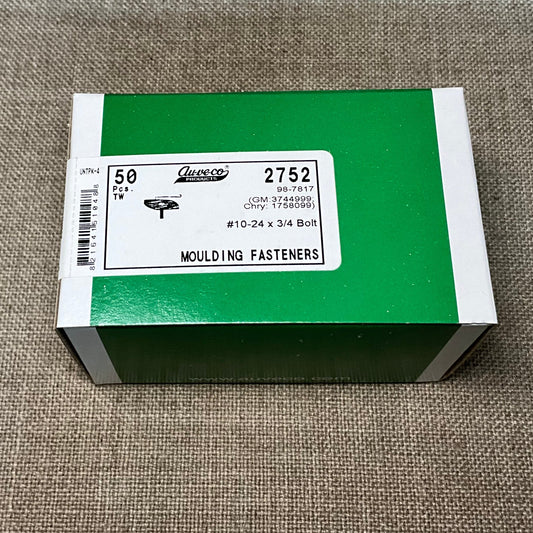 UNTPK-4
50
Pcs.
TW
Au-ve-co®
PRODUCTS
2752
98-7817
(GM:3744999;
Chry: 1758099)
#10-24 x 3/4 Bolt
MOULDING FASTENERS